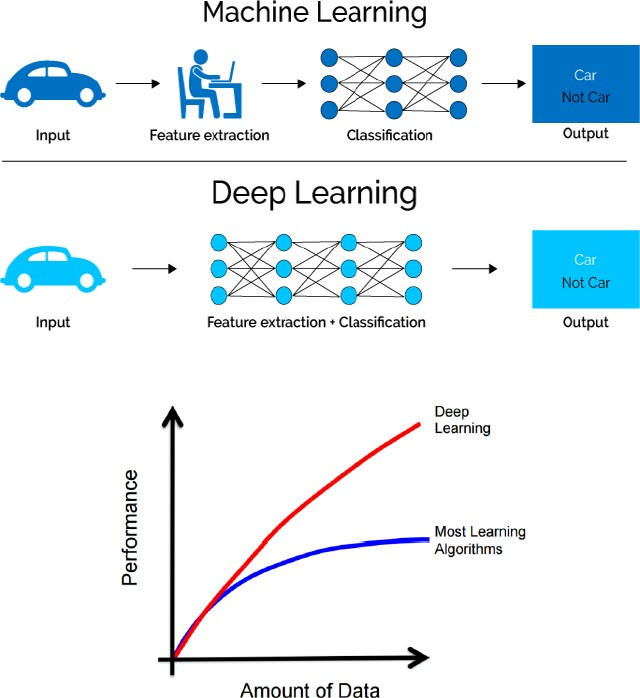 Machine Learning
Car
Not Car
Input
Feature extraction
Classification
Output
Deep Learning
Car
Not Car
Input
Feature extraction + Classification
Output
Deep
Learning
Most Learning
Algorithms
Performance
Amount of Data